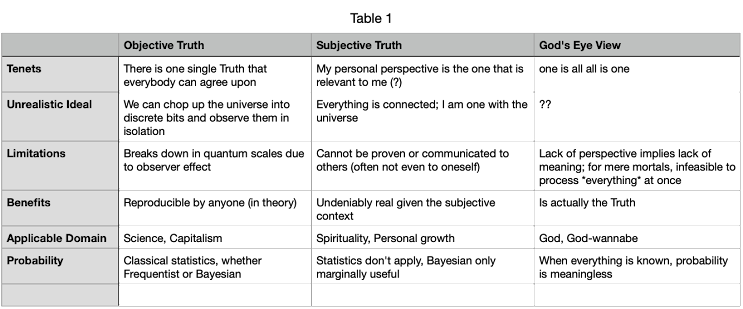 Table 1
Objective Truth
Subjective Truth
God's Eye View
Tenets
There is one single Truth that
everybody can agree upon
My personal perspective is the one that is
relevant to me (?)
one is all all is one
Unrealistic Ideal
We can chop up the universe into
discrete bits and observe them in
isolation
Everything is connected; I am one with the
universe
??
Limitations
Breaks down in quantum scales due
to observer effect
Cannot be proven or communicated to
others (often not even to oneself)
Lack of perspective implies lack of
meaning; for mere mortals, infeasible to
process *everything* at once
Benefits
Reproducible by anyone (in theory)
Undeniably real given the subjective
context
Is actually the Truth
Applicable Domain
Science, Capitalism
Spirituality, Personal growth
God, God-wannabe
Probability
Classical statistics, whether
Frequentist or Bayesian
Statistics don't apply, Bayesian only
marginally useful
When everything is known, probability
is meaningless